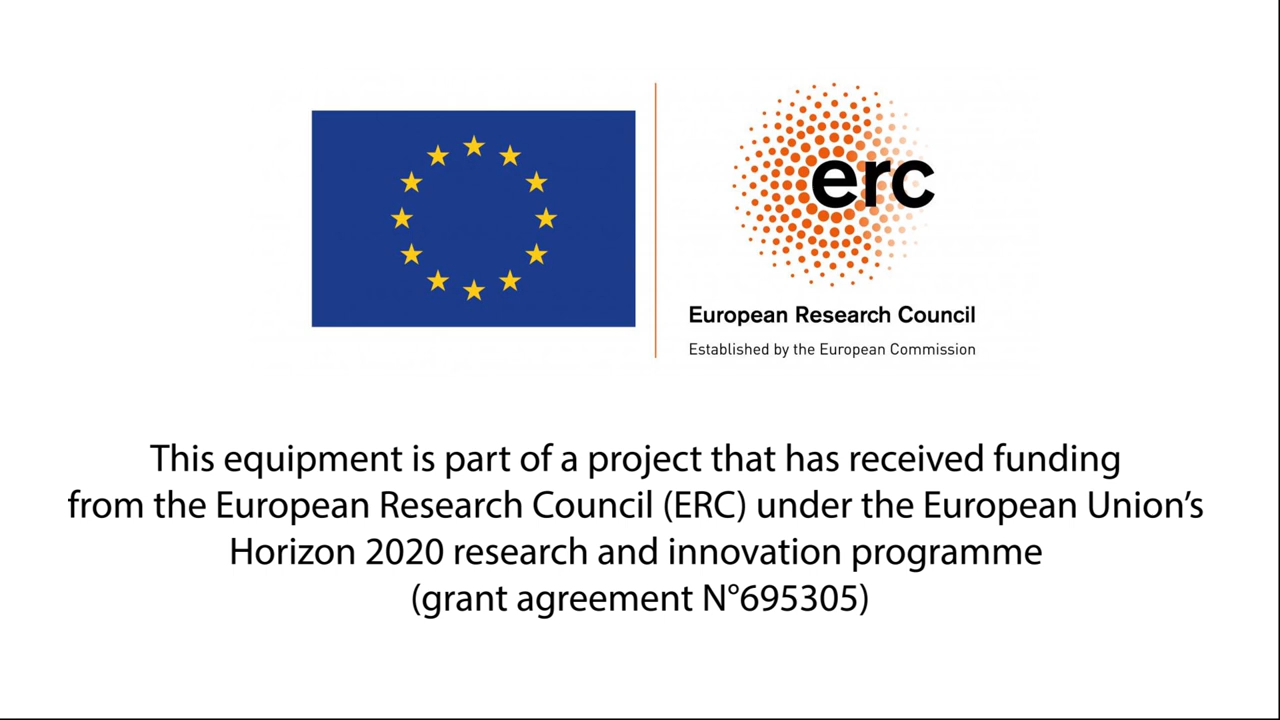 erc
European Research Council
Established by the European Commission
This equipment is part of a project that has received funding
from the European Research Council (ERC) under the European Union’s
Horizon 2020 research and innovation programme
(grant agreement N°695305)